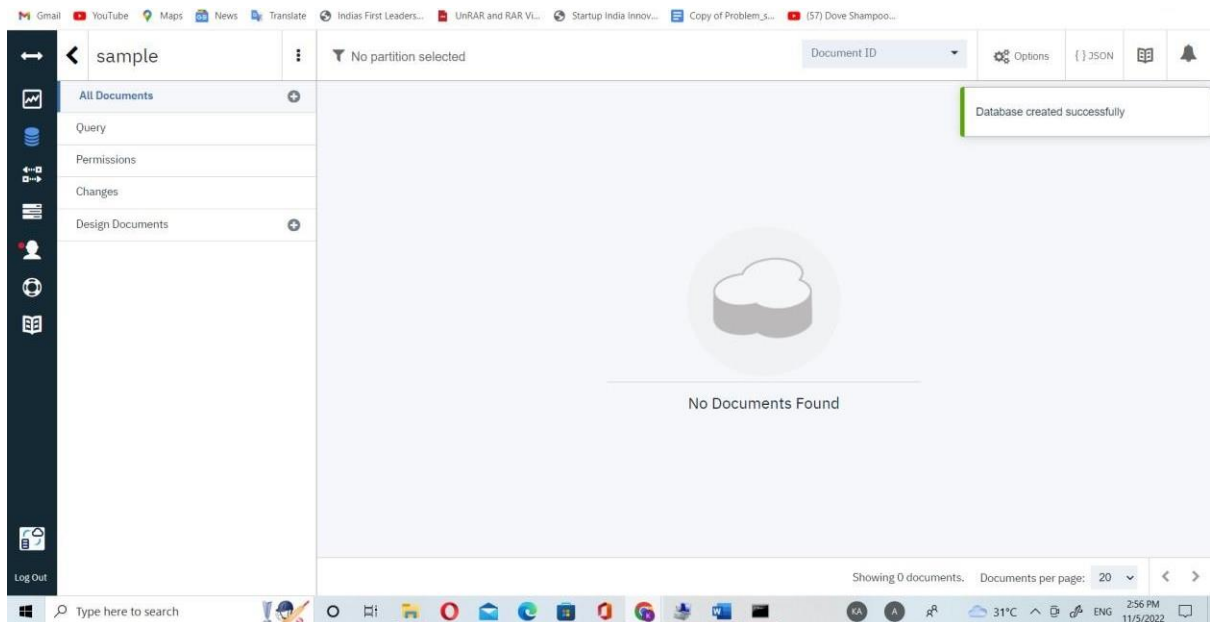 Gmail YouTube Maps News Translate Indias First Leaders... UnRAR and RAR Vi... Startup India Innov... Copy of Problem_s... (57) Dove Shampoo...
sample
No partition selected
Document ID
Options
{ } JSON
All Documents
Database created successfully
Query
Permissions
Changes
Design Documents
No Documents Found
Log Out
Showing 0 documents. Documents per page: 20
Type here to search
KA A 31°C ENG 2:56 PM
11/5/2022